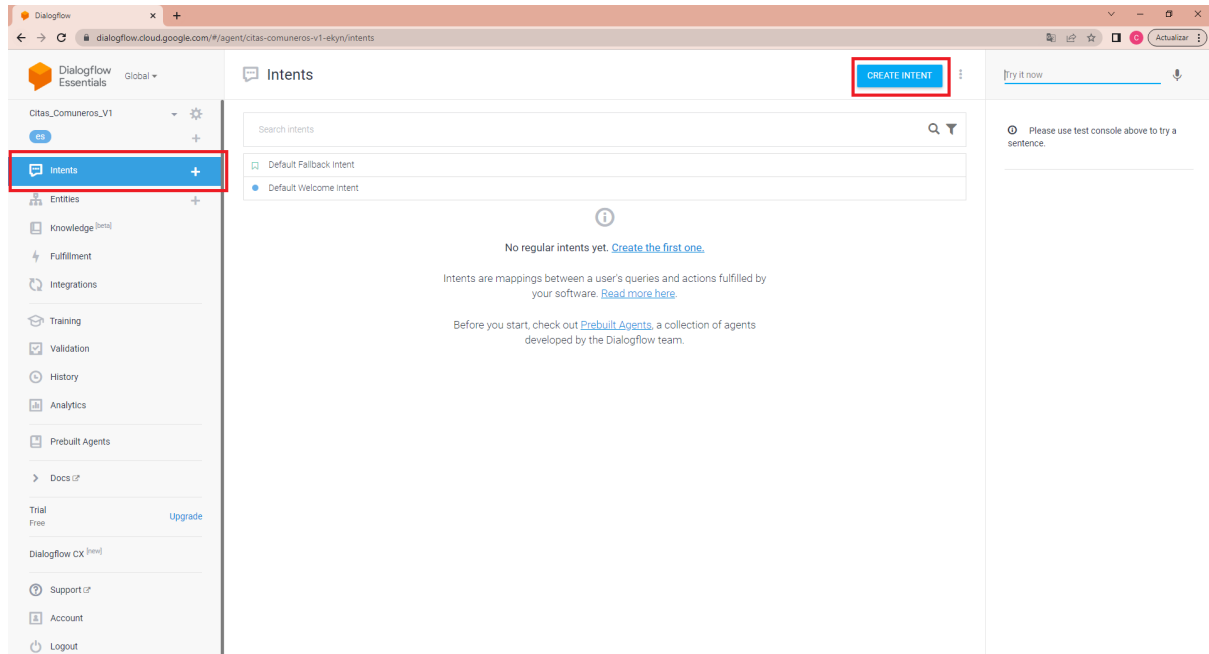 Dialogflow
dialogflow.cloud.google.com/#/agent/citas-comuneros-v1-ekyn/intents
C
Actualizar
Dialogflow
Essentials
Global
Intents
CREATE INTENT
Try it now
Citas_Comuneros_V1
es
Search intents
Please use test console above to try a
sentence.
Intents
Default Fallback Intent
Default Welcome Intent
Entities
Knowledge [beta]
Fulfillment
Integrations
No regular intents yet. Create the first one.
Intents are mappings between a user's queries and actions fulfilled by
your software. Read more here.
Before you start, check out Prebuilt Agents, a collection of agents
developed by the Dialogflow team.
Training
Validation
History
Analytics
Prebuilt Agents
Docs
Trial
Free
Upgrade
Dialogflow CX [new]
Support
Account
Logout